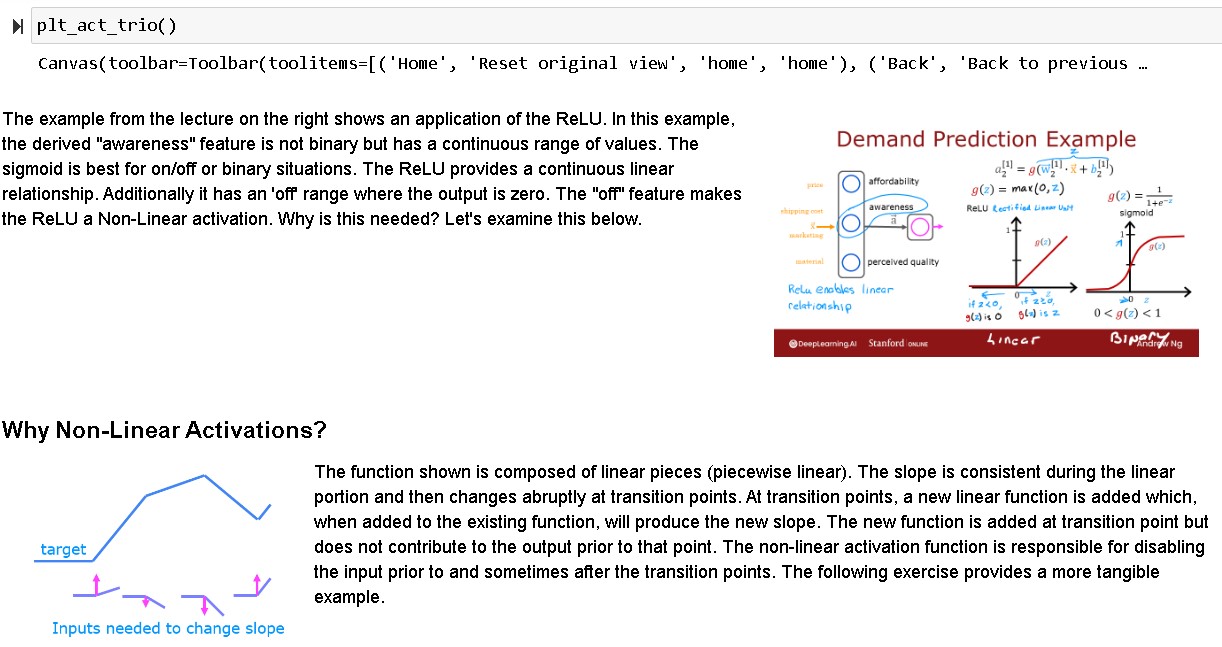 plt_act_trio()
Canvas(toolbar=Toolbar(toolitems=[('Home', 'Reset original view', 'home', 'home'), ('Back', 'Back to previous …
The example from the lecture on the right shows an application of the ReLU. In this example,
the derived "awareness" feature is not binary but has a continuous range of values. The
sigmoid is best for on/off or binary situations. The ReLU provides a continuous linear
relationship. Additionally it has an 'off' range where the output is zero. The "off" feature makes
the ReLU a Non-Linear activation. Why is this needed? Let's examine this below.
Demand Prediction Example
z
a₂^[1] = g(w₂^[1] · x + b₂^[1])
price
affordability
g(z) = max(0,z)
g(z) = 1/(1+e^-z)
ReLU Rectified Linear Unit
sigmoid
shipping cost
awareness
x
a
marketing
1
g(z)
1
g(z)
material
perceived quality
ReLu enables linear
relationship
0
z
0
z
if z<0,
g(z) is 0
if z≥0,
g(z) is z
0 < g(z) < 1
DeepLearning.AI
Stanford ONLINE
Linear
Binary
Andrew Ng
Why Non-Linear Activations?
target
Inputs needed to change slope
The function shown is composed of linear pieces (piecewise linear). The slope is consistent during the linear
portion and then changes abruptly at transition points. At transition points, a new linear function is added which,
when added to the existing function, will produce the new slope. The new function is added at transition point but
does not contribute to the output prior to that point. The non-linear activation function is responsible for disabling
the input prior to and sometimes after the transition points. The following exercise provides a more tangible
example.